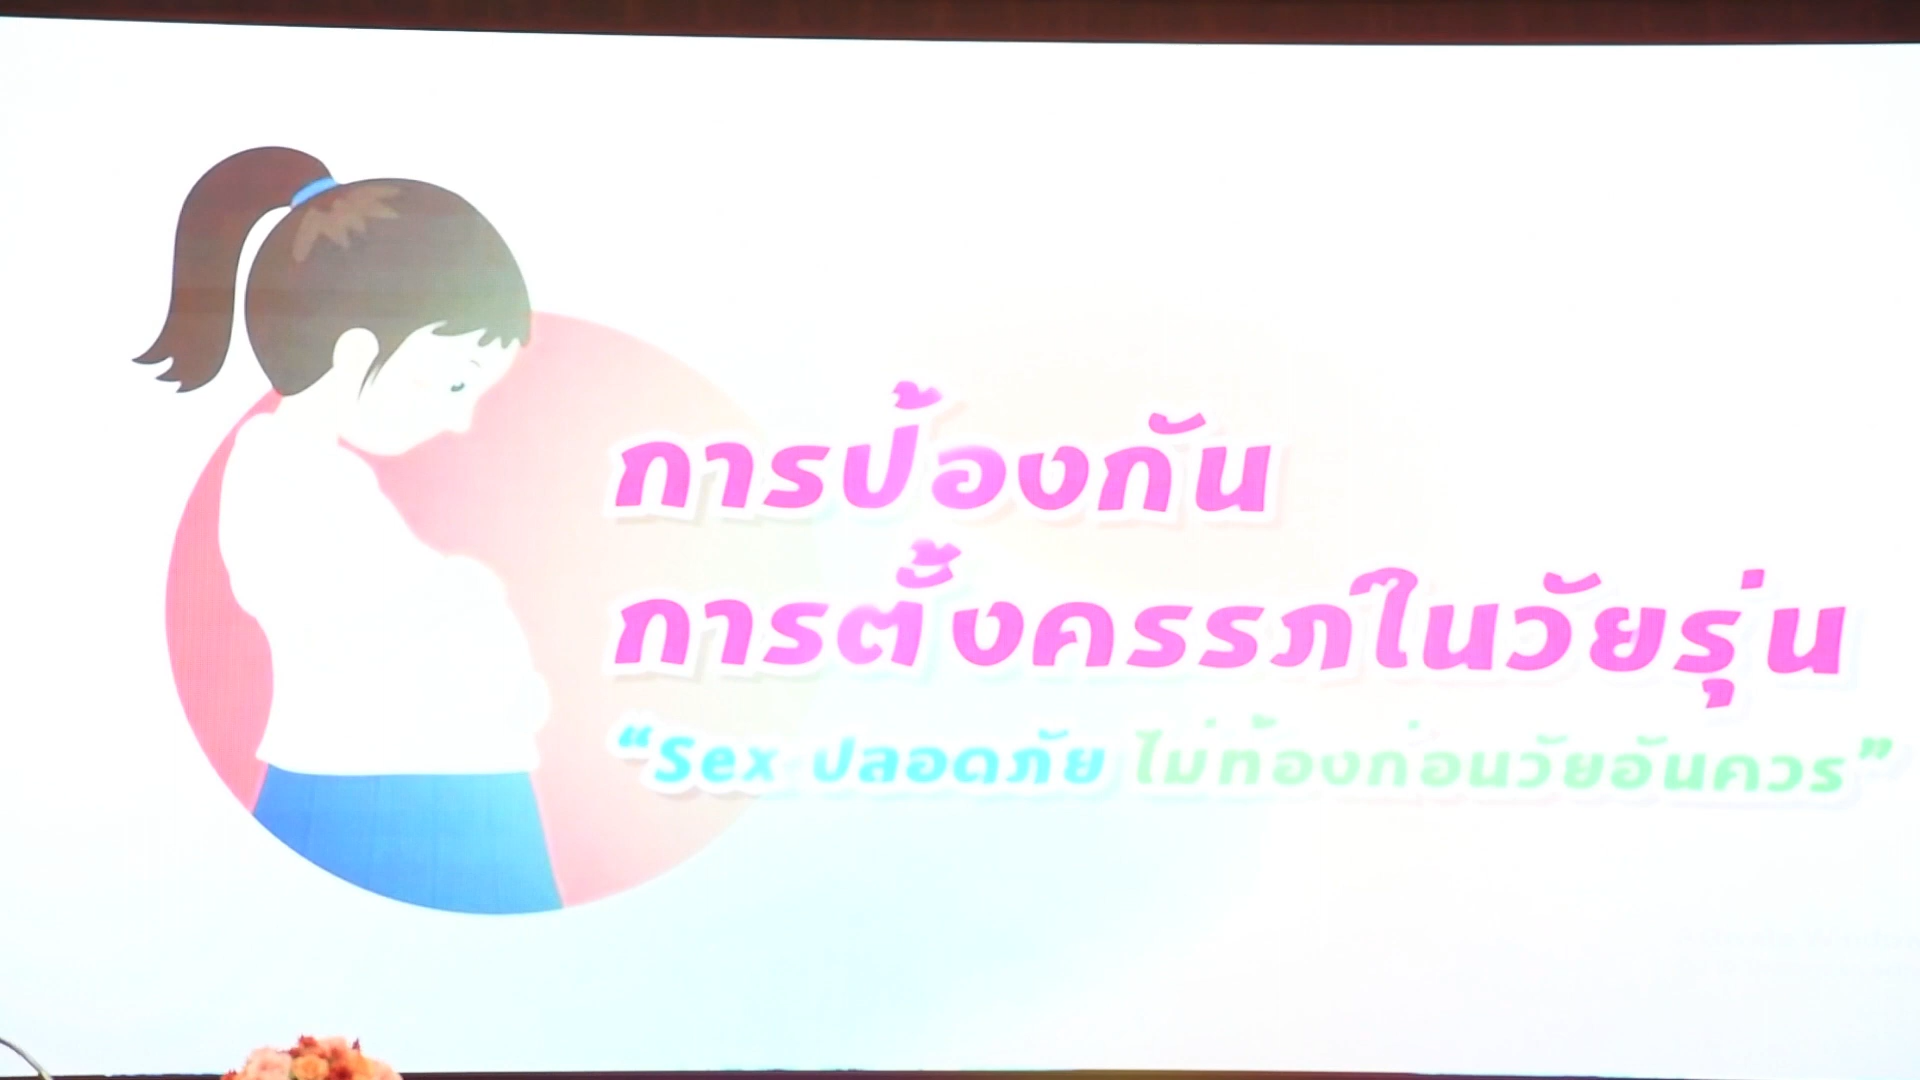 การป้องกัน
การตั้งครรภ์ในวัยรุ่น
“Sex ปลอดภัย ไม่ท้องก่อนวัยอันควร”